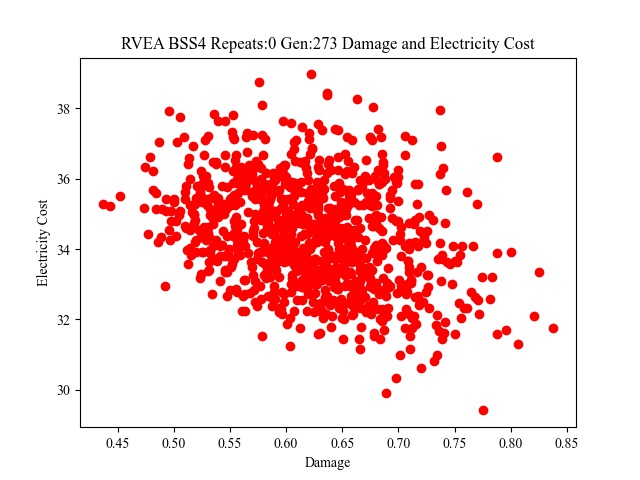 RVEA BSS4 Repeats:0 Gen:273 Damage and Electricity Cost
38
36
34
32
30
Electricity Cost
0.45 0.50 0.55 0.60 0.65 0.70 0.75 0.80 0.85
Damage